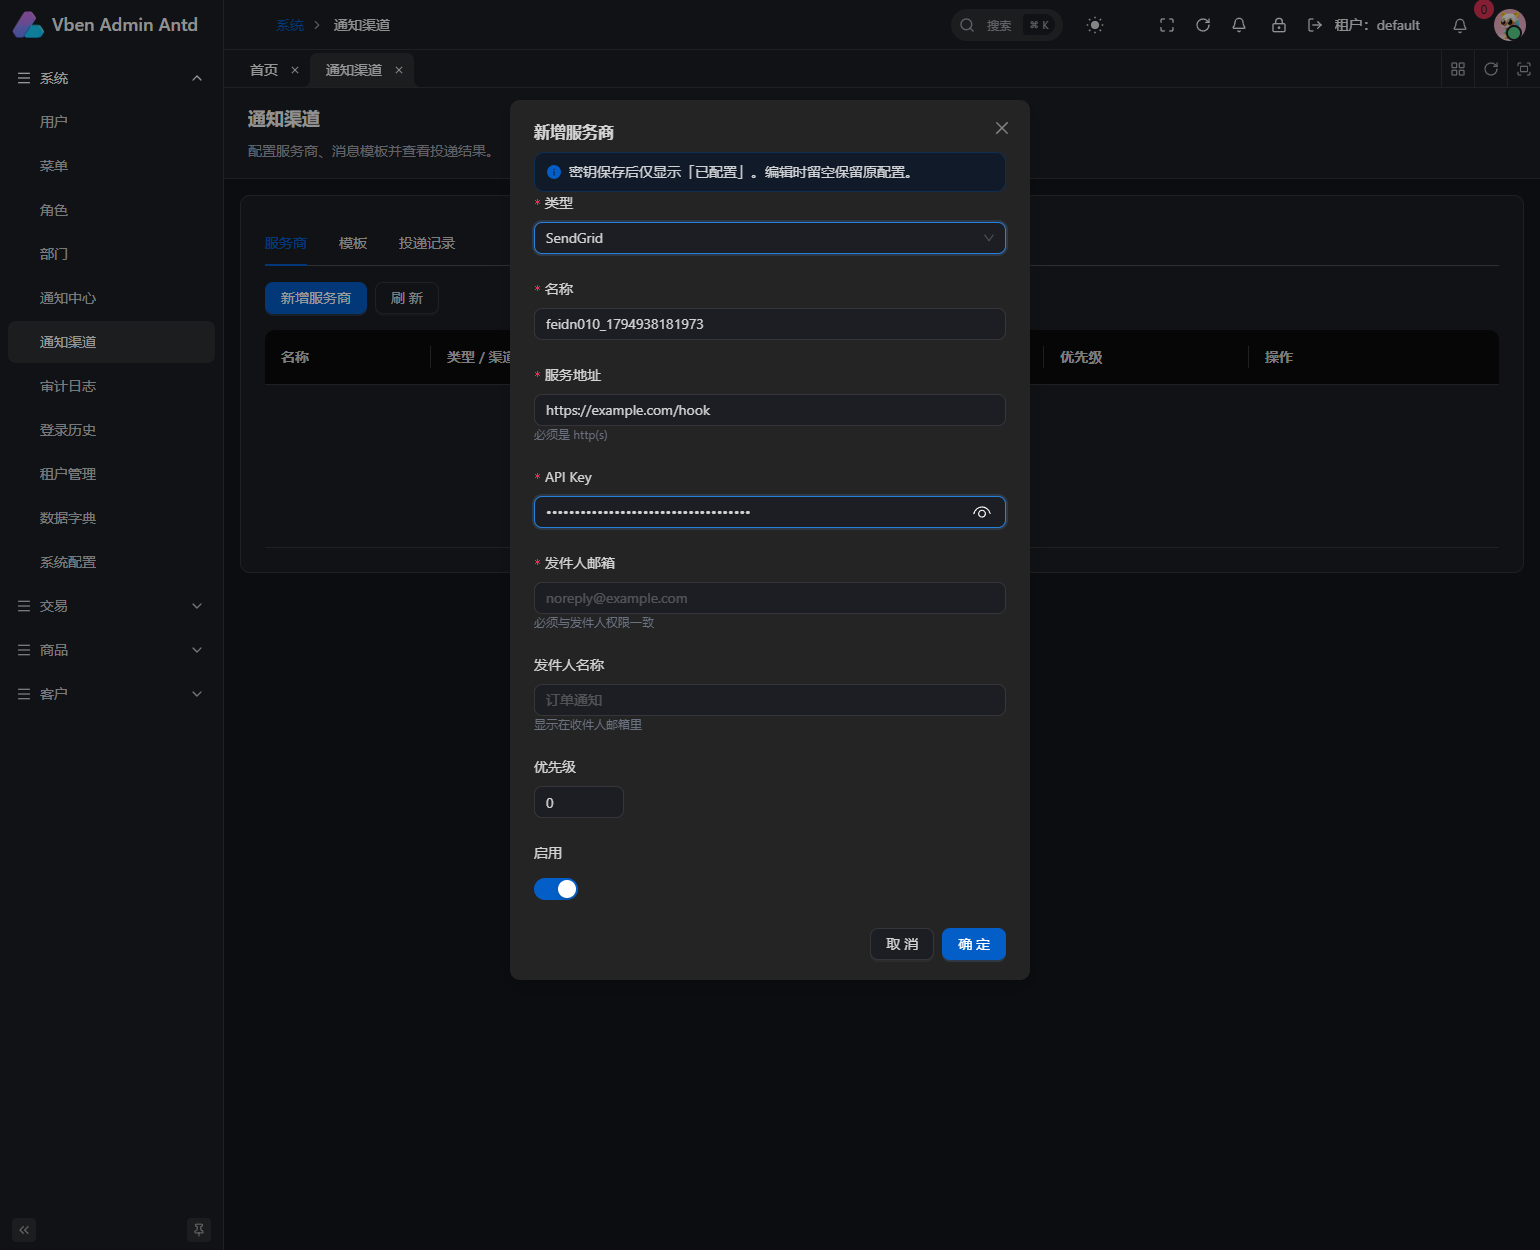 Vben Admin Antd
系统
通知渠道
搜索
⌘ K
租户：default
0
系统
用户
菜单
角色
部门
通知中心
通知渠道
审计日志
登录历史
租户管理
数据字典
系统配置
交易
商品
客户
首页
通知渠道
通知渠道
配置服务商、消息模板并查看投递结果。
服务商
模板
投递记录
新增服务商
刷 新
名称
类型 / 渠道
优先级
操作
新增服务商
密钥保存后仅显示「已配置」。编辑时留空保留原配置。
* 类型
SendGrid
* 名称
feidn010_1794938181973
* 服务地址
https://example.com/hook
必须是 http(s)
* API Key
* 发件人邮箱
noreply@example.com
必须与发件人权限一致
发件人名称
订单通知
显示在收件人邮箱里
优先级
0
启用
取 消
确 定